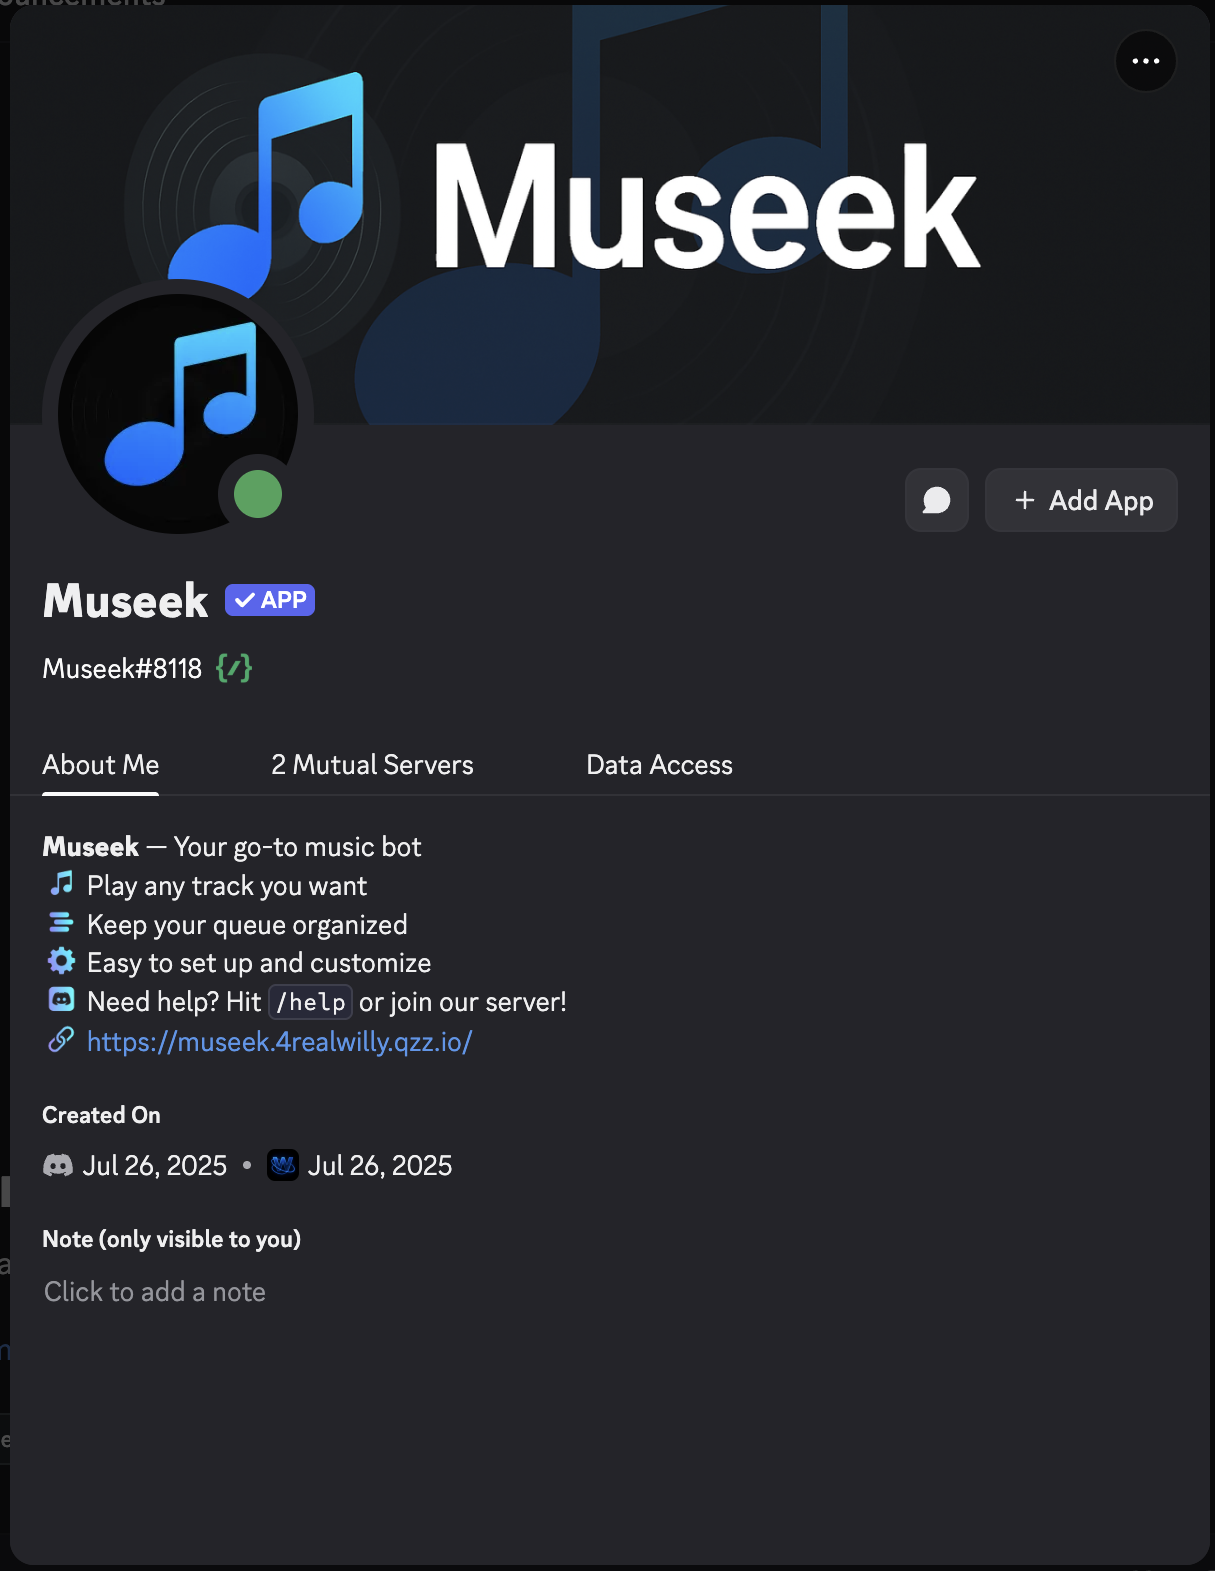 Museek
+ Add App
Museek ✓ APP
Museek#8118 {/}
About Me 2 Mutual Servers Data Access
Museek — Your go-to music bot
Play any track you want
Keep your queue organized
Easy to set up and customize
Need help? Hit /help or join our server!
https://museek.4realwilly.qzz.io/
Created On
Jul 26, 2025 • Jul 26, 2025
Note (only visible to you)
Click to add a note